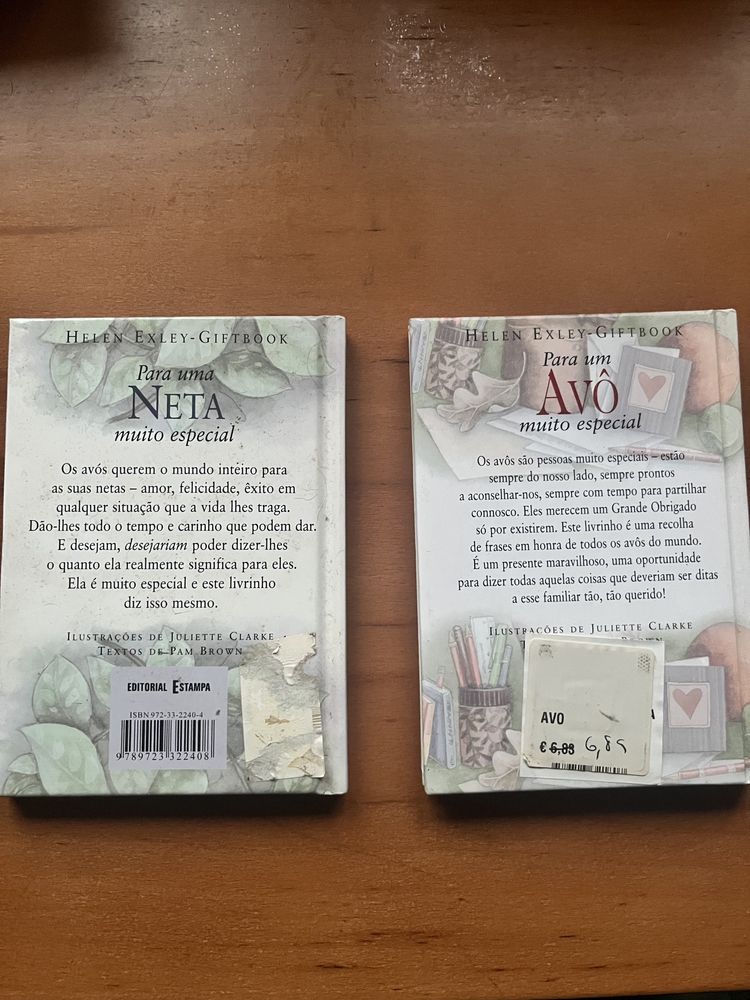 HELEN EXLEY-GIFTBOOK
Para uma
NETA
muito especial
Os avós querem o mundo inteiro para
as suas netas – amor, felicidade, êxito em
qualquer situação que a vida lhes traga.
Dão-lhes todo o tempo e carinho que podem dar.
E desejam, desejariam poder dizer-lhes
o quanto ela realmente significa para eles.
Ela é muito especial e este livrinho
diz isso mesmo.
ILUSTRAÇÕES DE JULIETTE CLARKE
TEXTOS DE PAM BROWN
EDITORIAL ESTAMPA
ISBN 972-33-2240-4
9789723322408
HELEN EXLEY-GIFTBOOK
Para um
AVÔ
muito especial
Os avôs são pessoas muito especiais – estão
sempre do nosso lado, sempre prontos
a aconselhar-nos, sempre com tempo para partilhar
connosco. Eles merecem um Grande Obrigado
só por existirem. Este livrinho é uma recolha
de frases em honra de todos os avôs do mundo.
É um presente maravilhoso, uma oportunidade
para dizer todas aquelas coisas que deveriam ser ditas
a esse familiar tão, tão querido!
ILUSTRAÇÕES DE JULIETTE CLARKE
AVO
€ 6,83